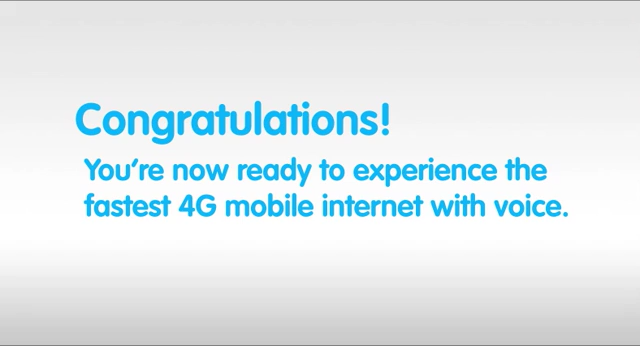 Congratulations!
You're now ready to experience the
fastest 4G mobile internet with voice.